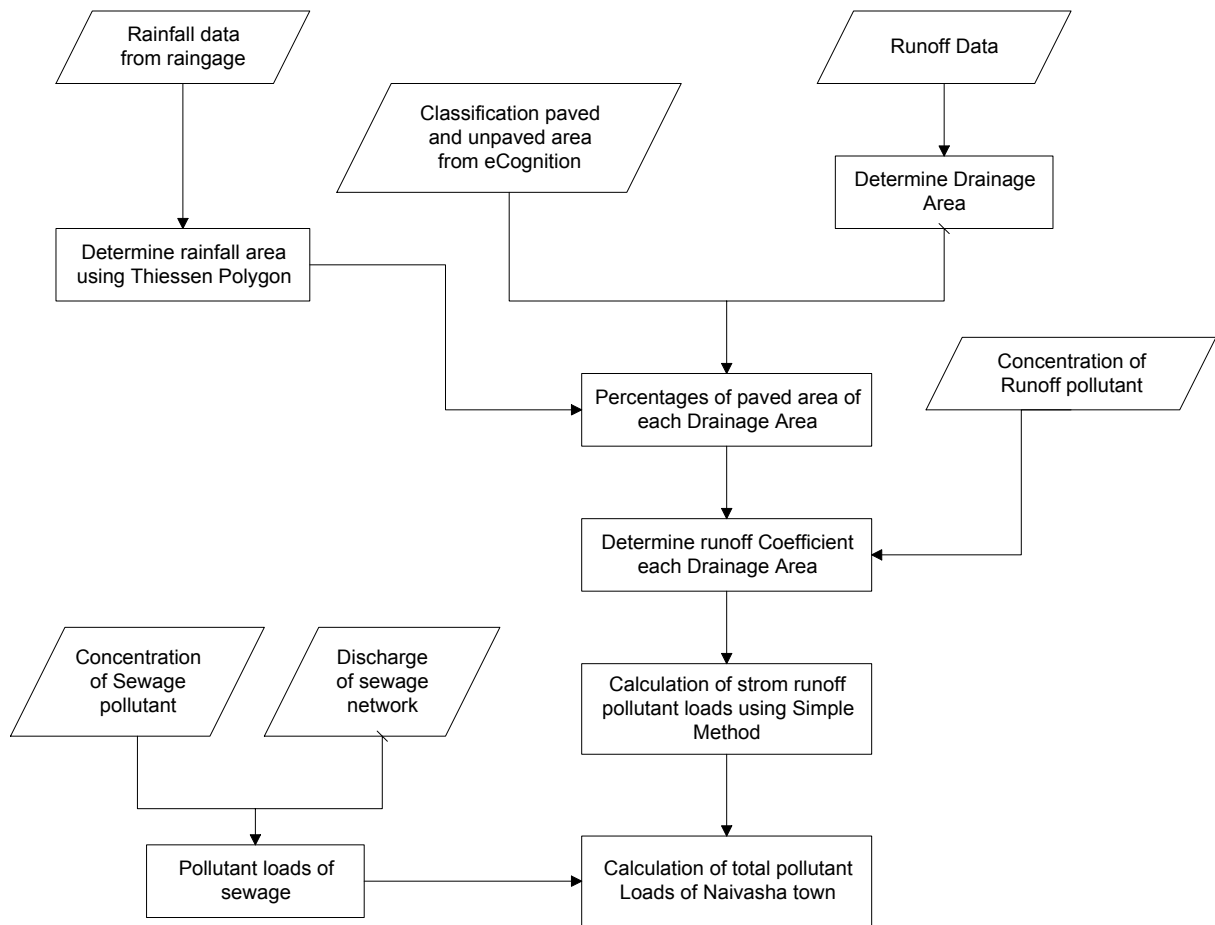 Rainfall data
from raingage
Runoff Data
Classification paved
and unpaved area
from eCognition
Determine Drainage
Area
Determine rainfall area
using Thiessen Polygon
Concentration of
Runoff pollutant
Percentages of paved area of
each Drainage Area
Determine runoff Coefficient
each Drainage Area
Concentration
of Sewage
pollutant
Discharge
of sewage
network
Calculation of strom runoff
pollutant loads using Simple
Method
Pollutant loads of
sewage
Calculation of total pollutant
Loads of Naivasha town